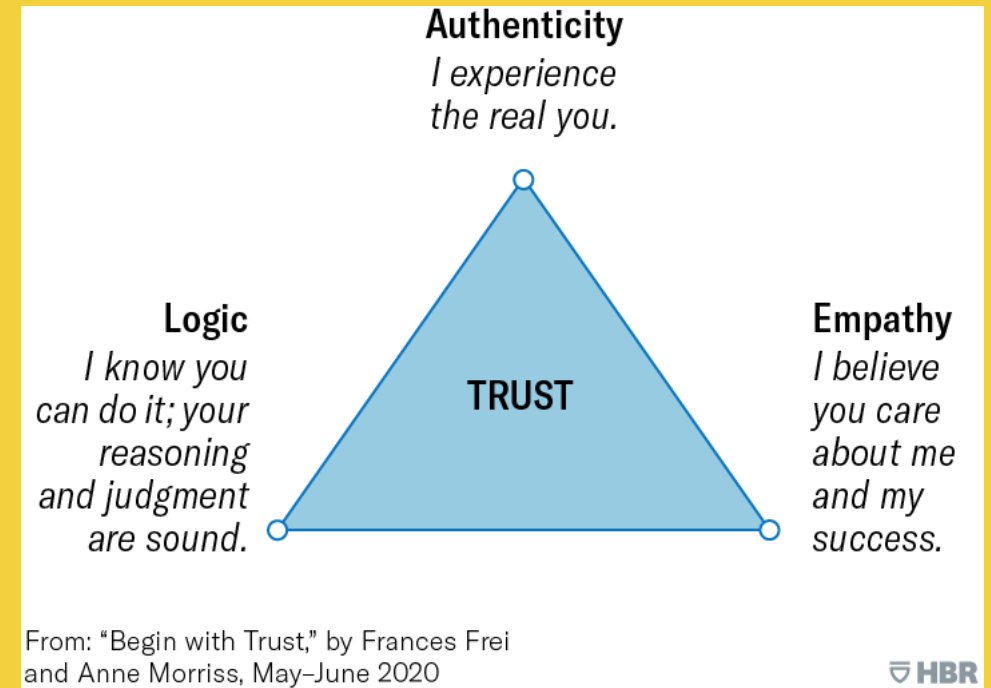 Authenticity
I experience
the real you.
Logic
I know you
can do it; your
reasoning
and judgment
are sound.
TRUST
Empathy
I believe
you care
about me
and my
success.
From: “Begin with Trust,” by Frances Frei
and Anne Morriss, May–June 2020
HBR